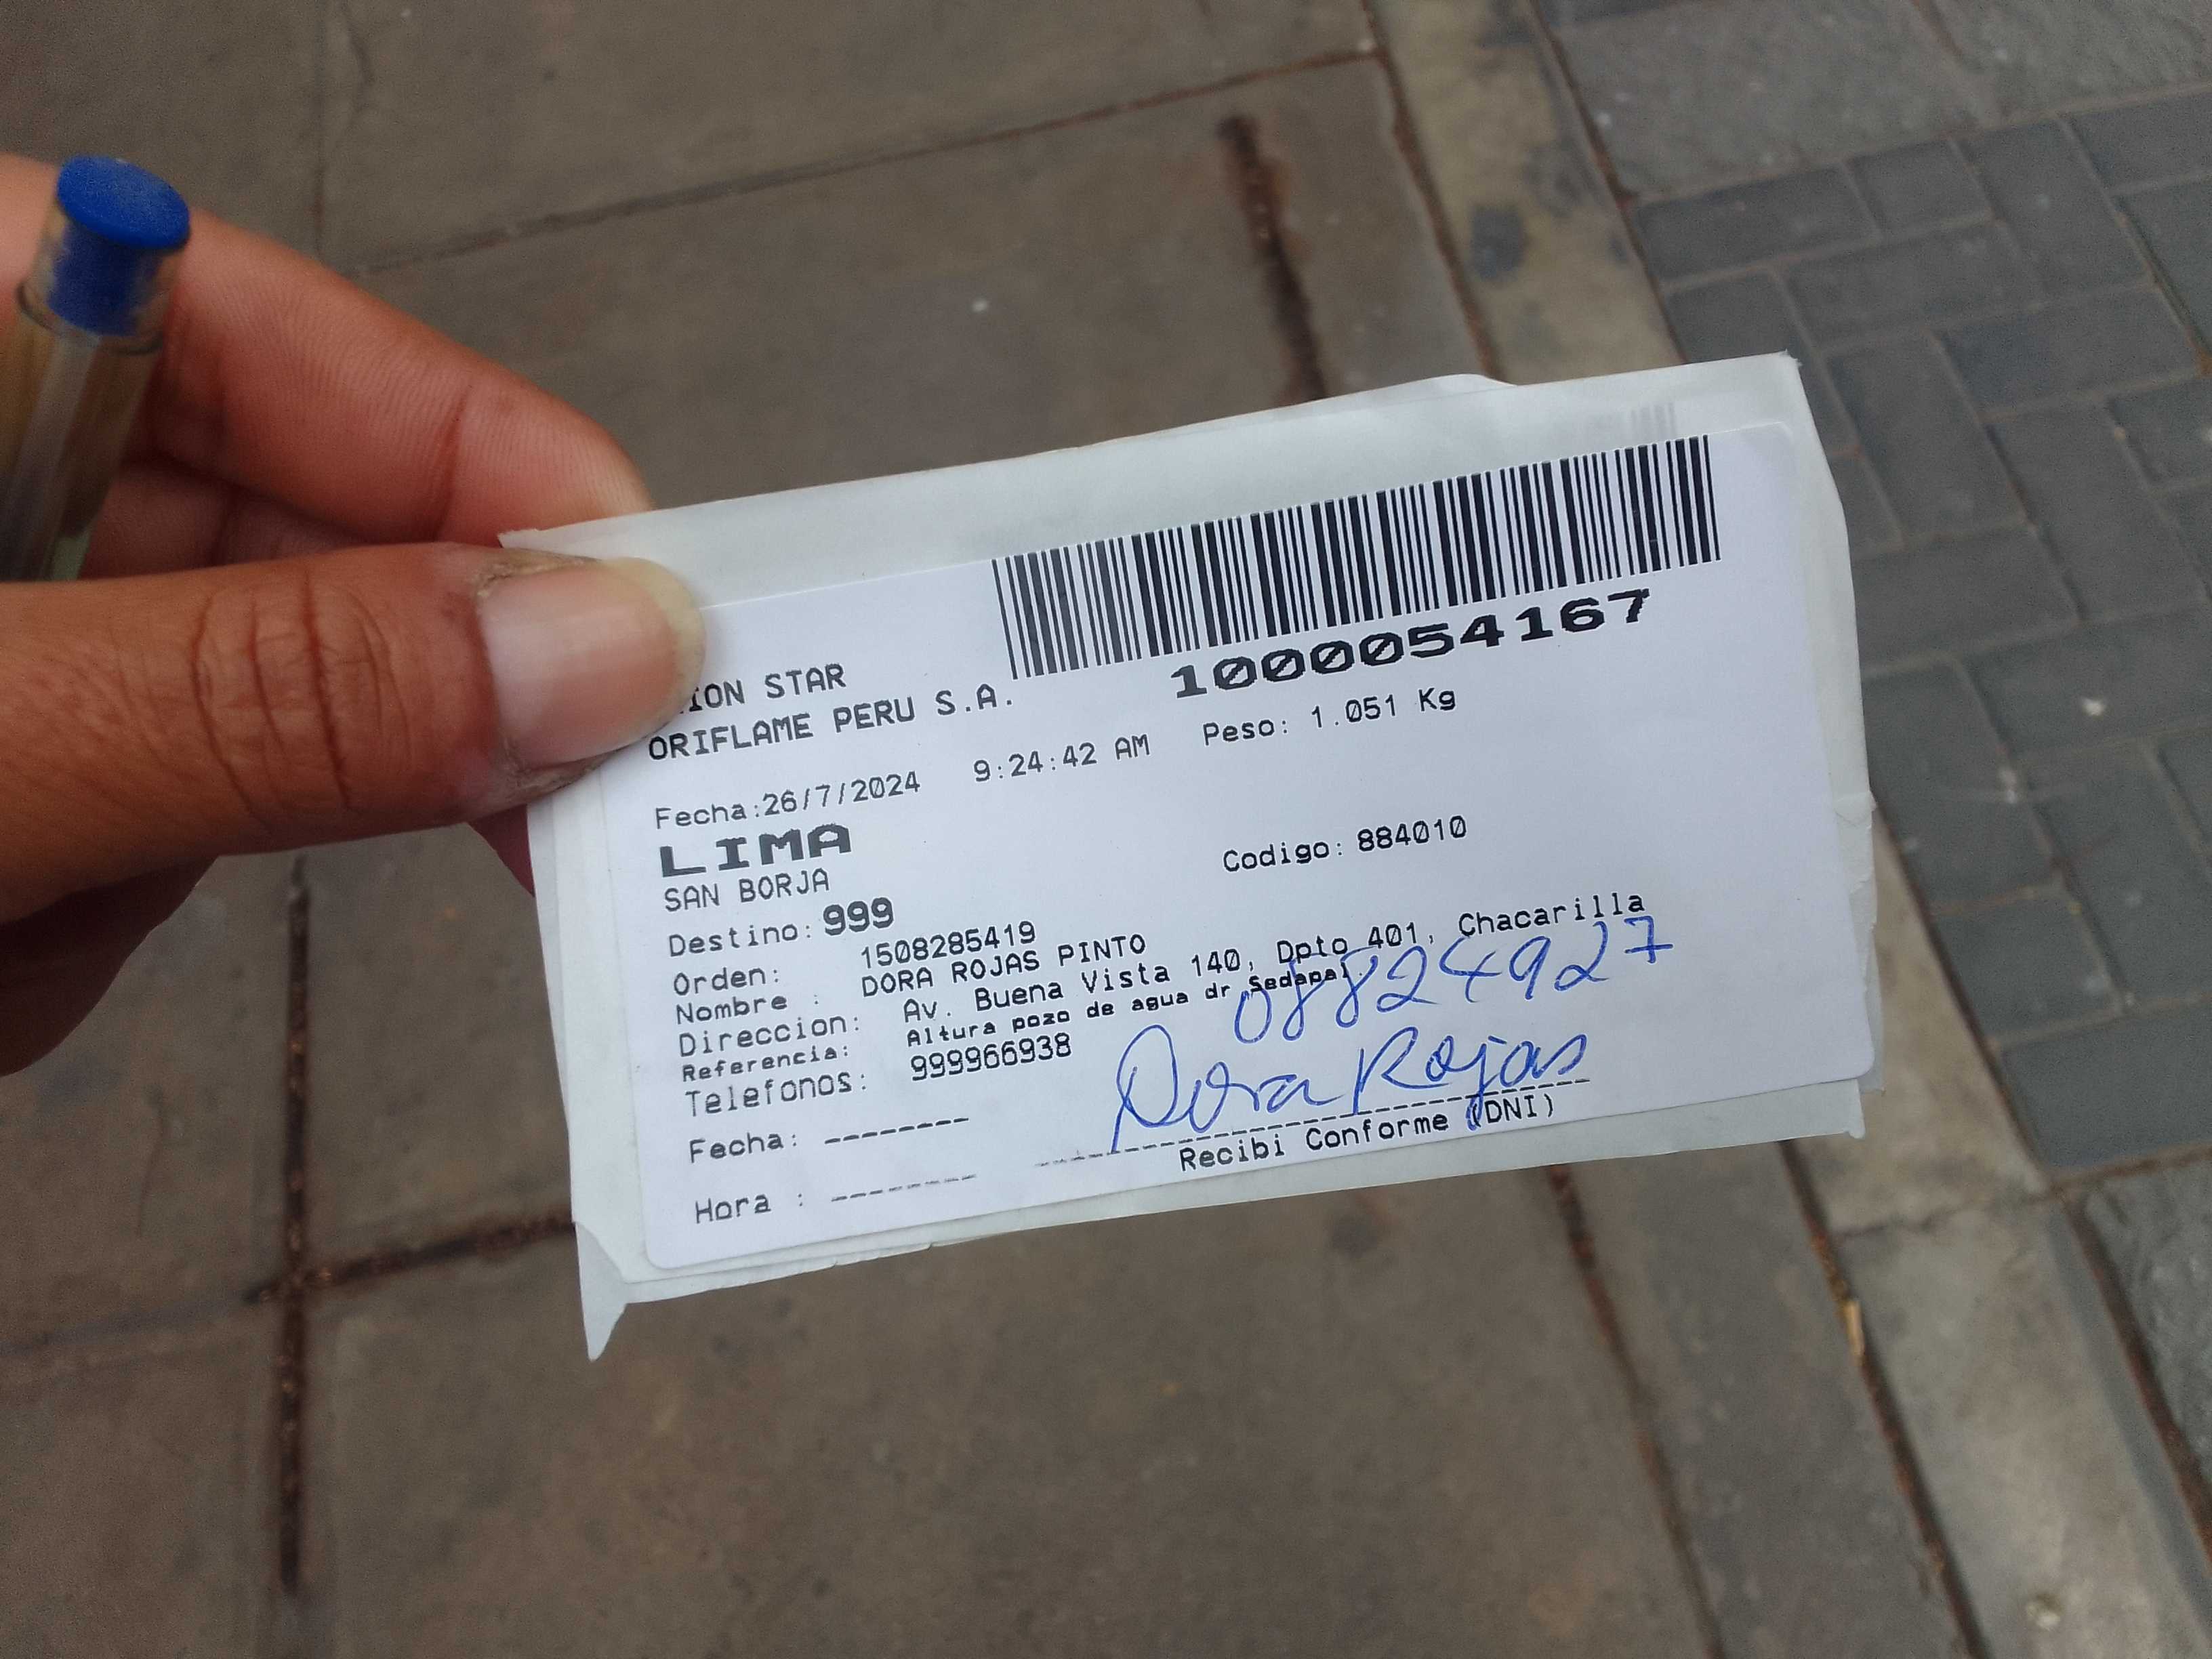 1000054167
STAR
ORIFLAME PERU S.A.
Fecha:26/7/2024 9:24:42 AM Peso: 1.051 Kg
LIMA
SAN BORJA Codigo: 884010
Destino: 999
Orden: 1508285419
Nombre : DORA ROJAS PINTO
Direccion: Av. Buena Vista 140, Dpto 401, Chacarilla
Referencia: Altura pozo de agua dr Sedapal.
Telefonos: 999966938
08824927
Dora Rojas
Fecha: --------
Recibi Conforme (DNI)
Hora : --------